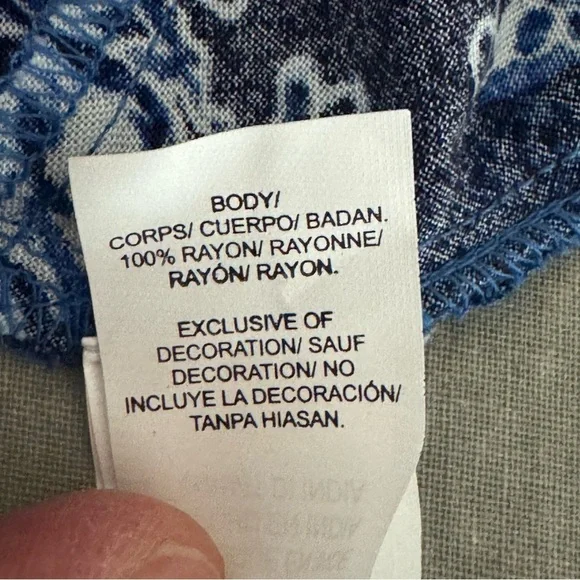 BODY/
CORPS/ CUERPO/ BADAN.
100% RAYON/ RAYONNE/
RAYÓN/ RAYON.
EXCLUSIVE OF
DECORATION/ SAUF
DECORATION/ NO
INCLUYE LA DECORACIÓN/
TANPA HIASAN.